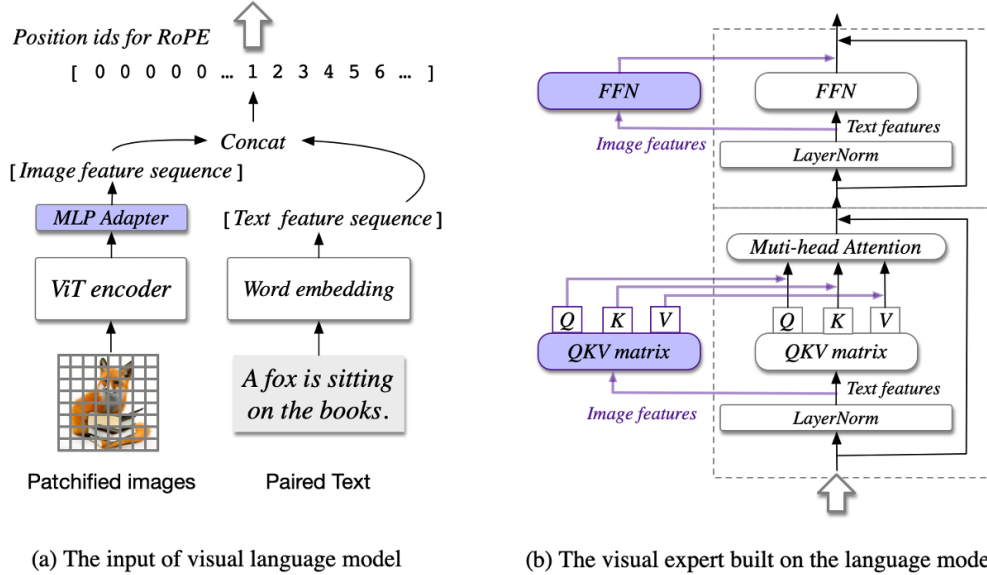 Position ids for RoPE
[ 0 0 0 0 0 ... 1 2 3 4 5 6 ... ]
Concat
[Image feature sequence]
MLP Adapter
[Text feature sequence]
ViT encoder
Word embedding
A fox is sitting
on the books.
Patchified images
Paired Text
(a) The input of visual language model
FFN
FFN
Image features
Text features
LayerNorm
Muti-head Attention
Q K V
Q K V
QKV matrix
QKV matrix
Image features
Text features
LayerNorm
(b) The visual expert built on the language mode